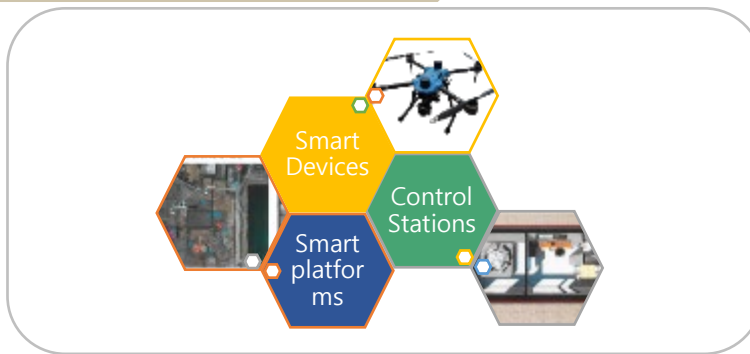 Smart
Devices
Control
Stations
Smart
platfor
ms